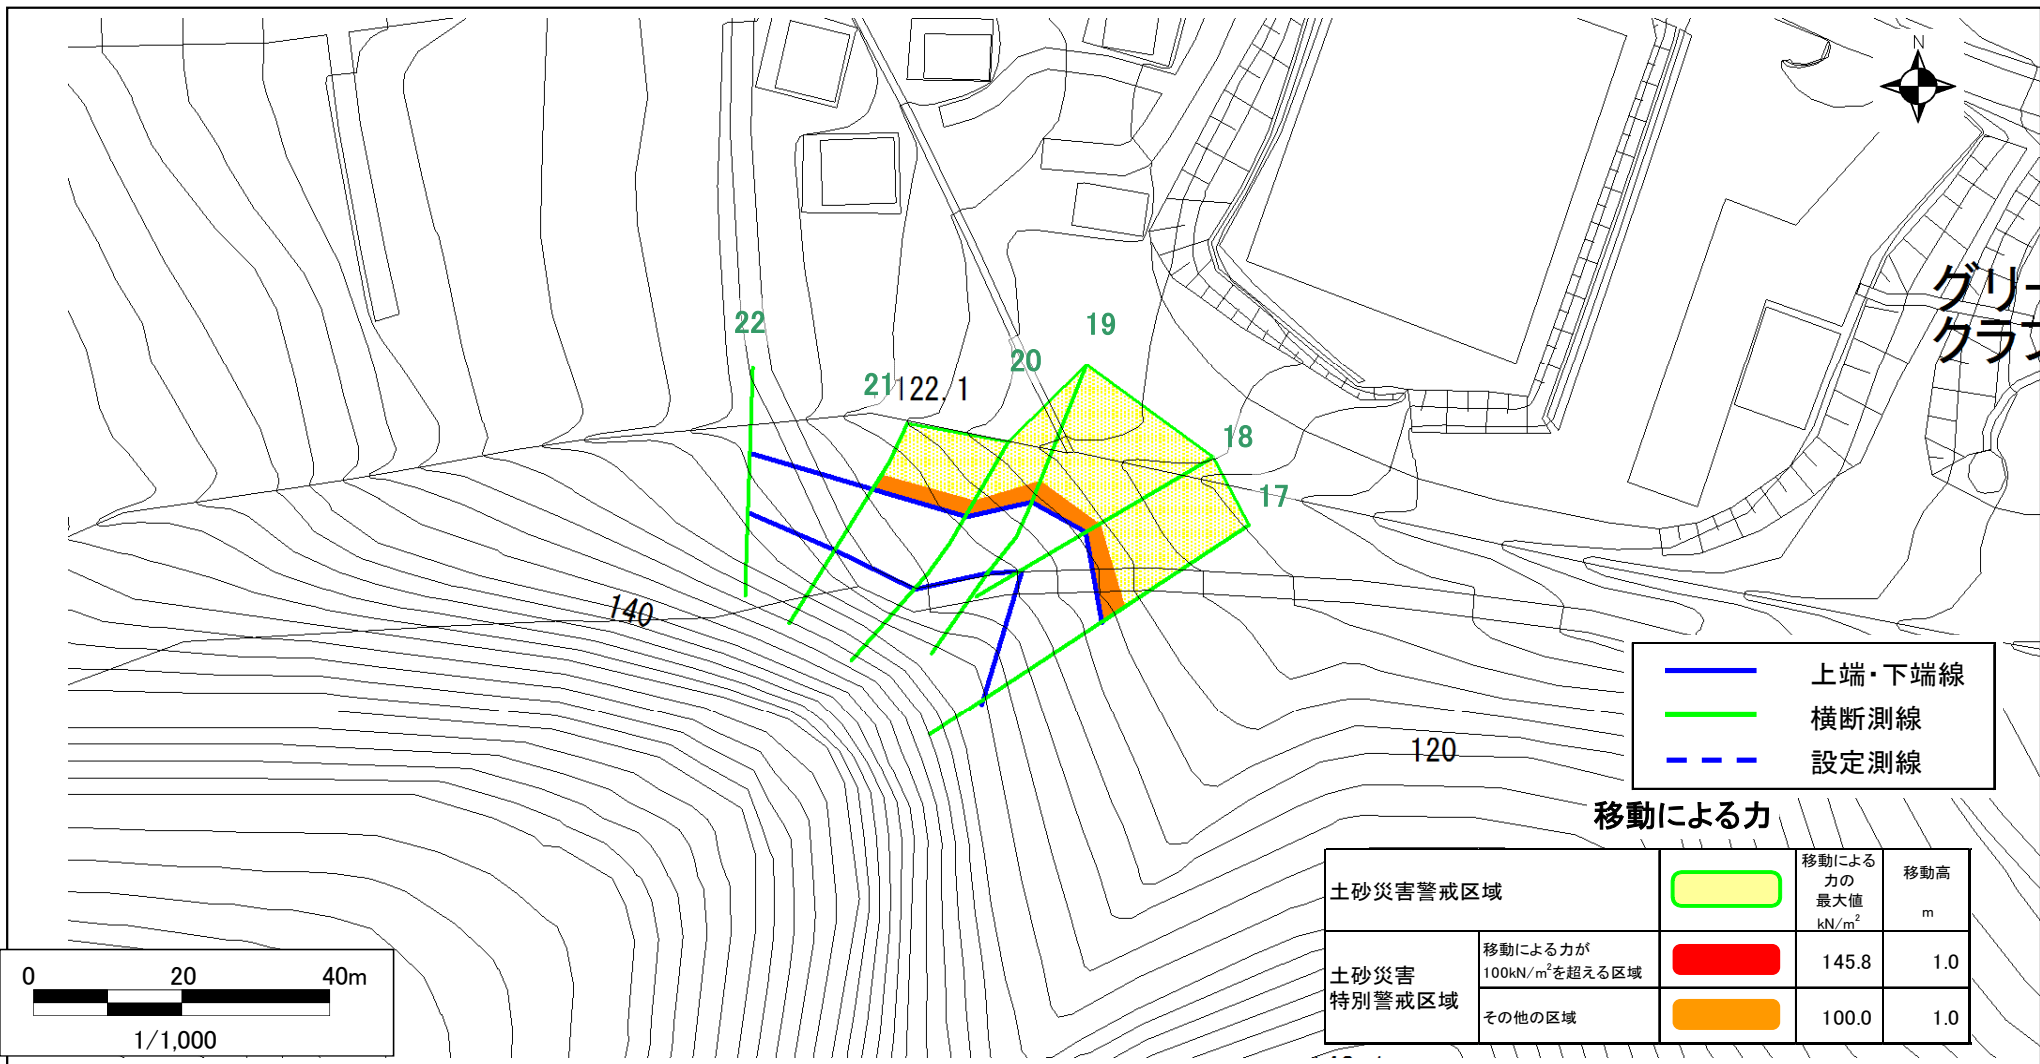 N
グリー
クラブ
22
19
20
21
122.1
18
17
140
120
上端・下端線
横断測線
設定測線
移動による力
土砂災害警戒区域
移動による
力の
最大値
kN/m²
移動高
m
土砂災害
特別警戒区域
移動による力が
100kN/m²を超える区域
145.8
1.0
その他の区域
100.0
1.0
0
20
40m
1/1,000